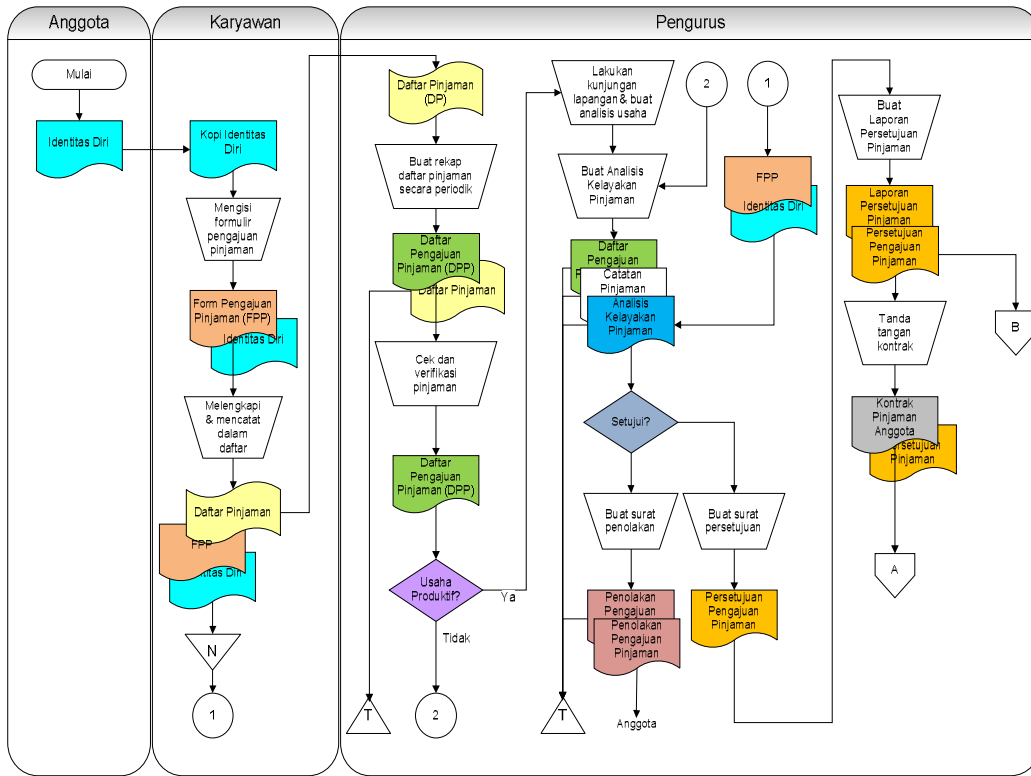 Anggota
Karyawan
Pengurus
Mulai
Identitas Diri
Kopi Identitas
Diri
Mengisi
formulir
pengajuan
pinjaman
Form Pengajuan
Pinjaman (FPP)
Identitas Diri
Melengkapi
& mencatat
dalam
daftar
Daftar Pinjaman
FPP
ntitas Diri
N
1
Daftar Pinjaman
(DP)
Buat rekap
daftar pinjaman
secara periodik
Daftar
Pengajuan
Pinjaman (DPP)
Daftar Pinjaman
Cek dan
verifikasi
pinjaman
Daftar
Pengajuan
Pinjaman (DPP)
Usaha
Produktif?
Ya
Tidak
T
2
Lakukan
kunjungan
lapangan & buat
analisis usaha
Buat Analisis
Kelayakan
Pinjaman
2
1
FPP
Identitas Diri
Daftar
Pengajuan
P
Catatan
Pinjaman
Analisis
Kelayakan
Pinjaman
Setujui?
Buat surat
penolakan
Buat surat
persetujuan
Penolakan
Pengajuan
Penolakan
Pengajuan
Pinjaman
Persetujuan
Pengajuan
Pinjaman
T
Anggota
Buat
Laporan
Persetujuan
Pinjaman
Laporan
Persetujuan
Pinjaman
Persetujuan
Pengajuan
Pinjaman
B
Tanda
tangan
kontrak
Kontrak
Pinjaman
Anggota
ersetujuan
Pinjaman
A